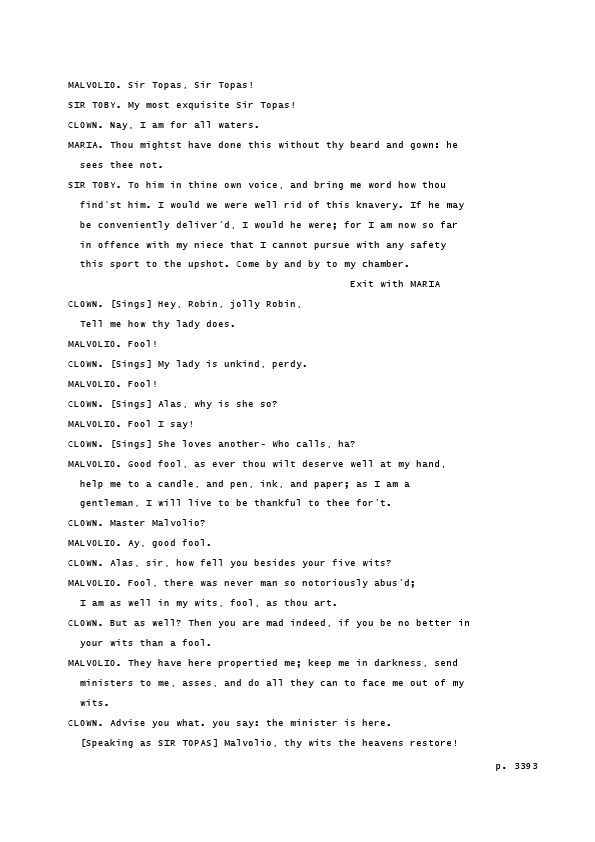 MALVOLIO. Sir Topas, Sir Topas!
SIR TOBY. My most exquisite Sir Topas!
CLOWN. Nay, I am for all waters.
MARIA. Thou mightst have done this without thy beard and gown: he
sees thee not.
SIR TOBY. To him in thine own voice, and bring me word how thou
find'st him. I would we were well rid of this knavery. If he may
be conveniently deliver'd, I would he were; for I am now so far
in offence with my niece that I cannot pursue with any safety
this sport to the upshot. Come by and by to my chamber.
Exit with MARIA
CLOWN. [Sings] Hey, Robin, jolly Robin,
Tell me how thy lady does.
MALVOLIO. Fool!
CLOWN. [Sings] My lady is unkind, perdy.
MALVOLIO. Fool!
CLOWN. [Sings] Alas, why is she so?
MALVOLIO. Fool I say!
CLOWN. [Sings] She loves another- Who calls, ha?
MALVOLIO. Good fool, as ever thou wilt deserve well at my hand,
help me to a candle, and pen, ink, and paper; as I am a
gentleman, I will live to be thankful to thee for't.
CLOWN. Master Malvolio?
MALVOLIO. Ay, good fool.
CLOWN. Alas, sir, how fell you besides your five wits?
MALVOLIO. Fool, there was never man so notoriously abus'd;
I am as well in my wits, fool, as thou art.
CLOWN. But as well? Then you are mad indeed, if you be no better in
your wits than a fool.
MALVOLIO. They have here propertied me; keep me in darkness, send
ministers to me, asses, and do all they can to face me out of my
wits.
CLOWN. Advise you what. you say: the minister is here.
[Speaking as SIR TOPAS] Malvolio, thy wits the heavens restore!
p. 3393